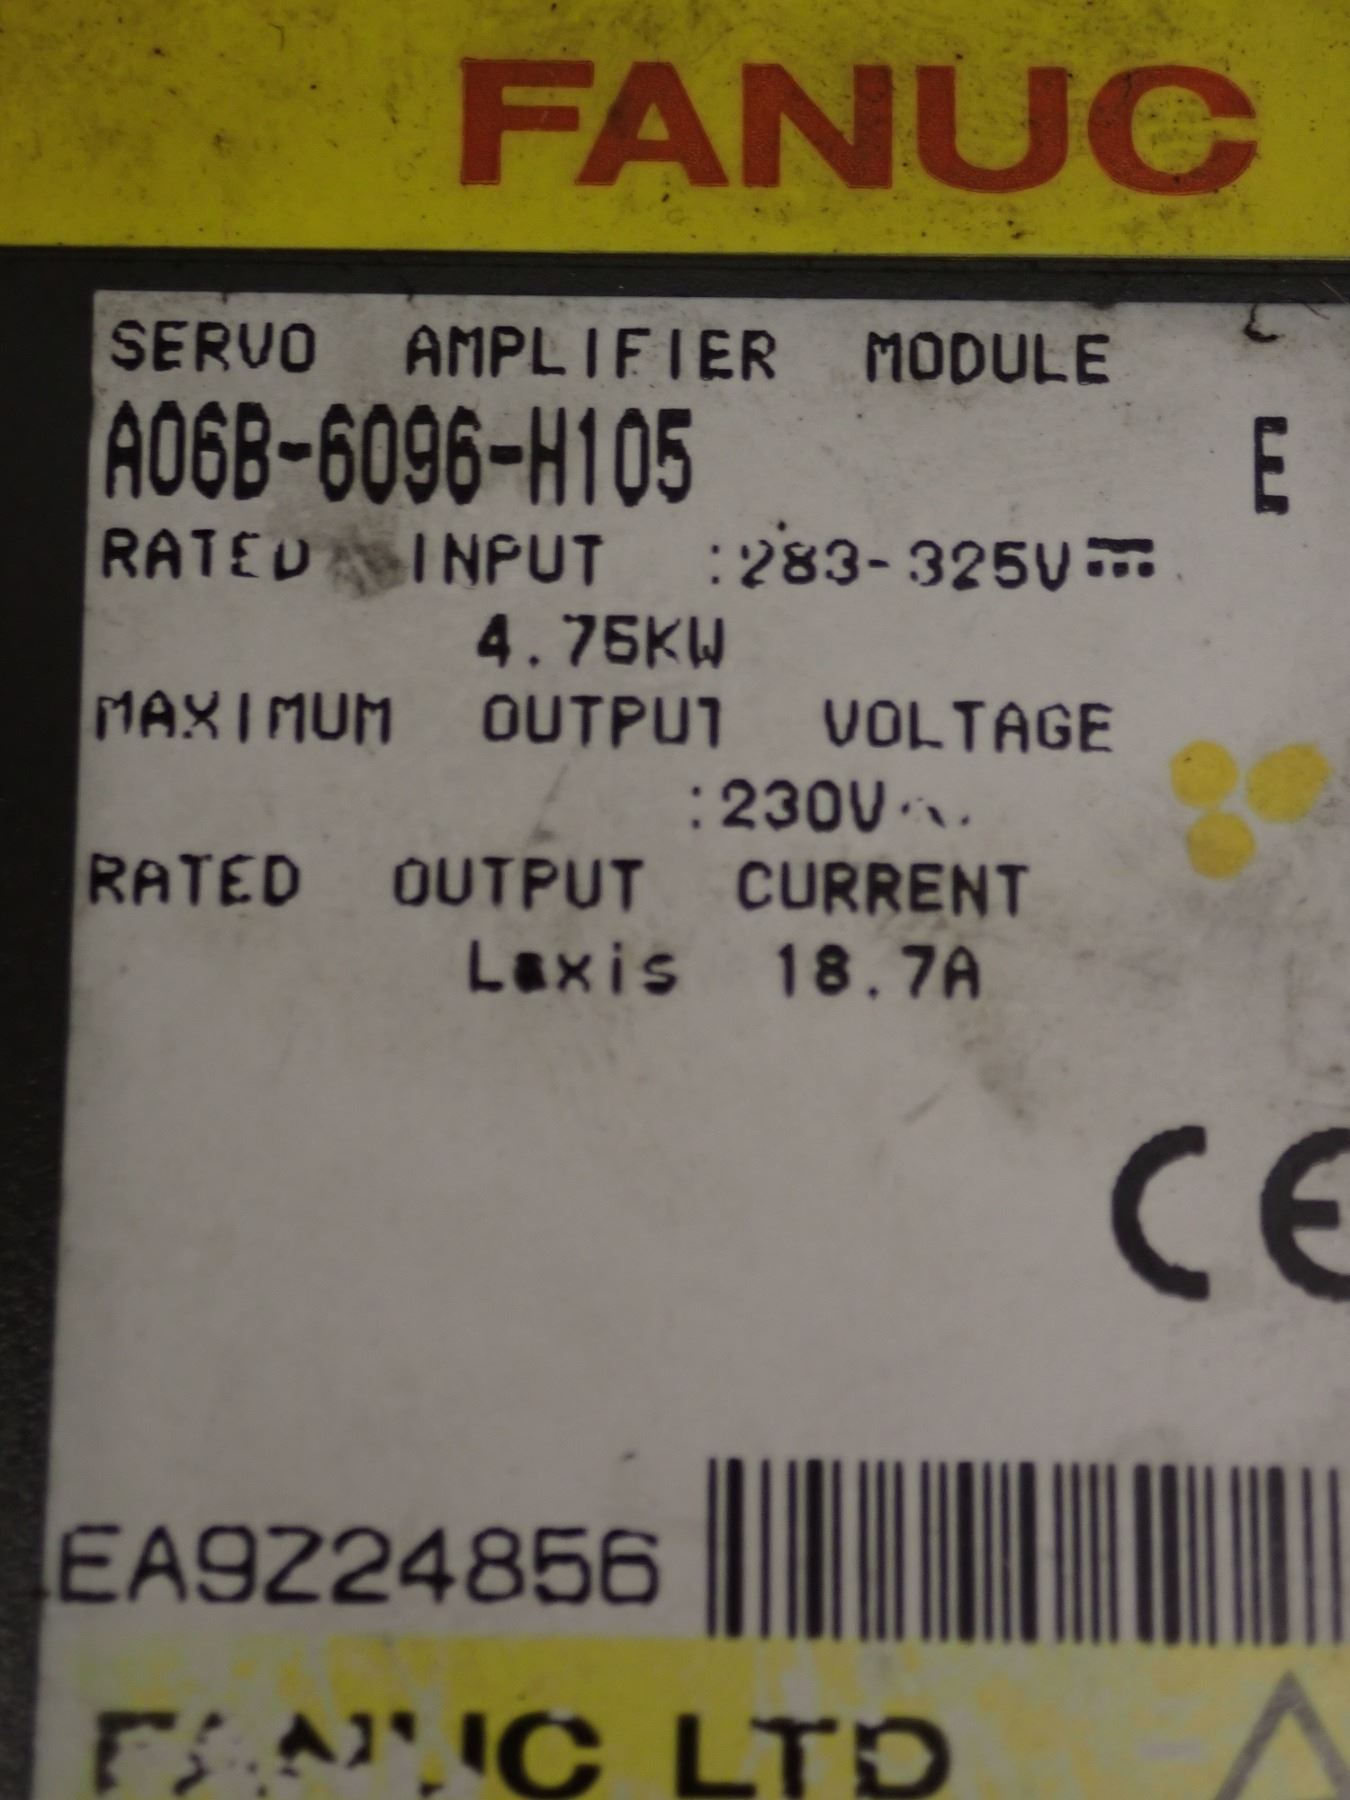 FANUC
SERVO AMPLIFIER MODULE
A06B-6096-H105 E
RATED INPUT :283-325V⎓
4.75KW
MAXIMUM OUTPUT VOLTAGE
:230V
RATED OUTPUT CURRENT
Laxis 18.7A
CE
EA9Z24856
FANUC LTD